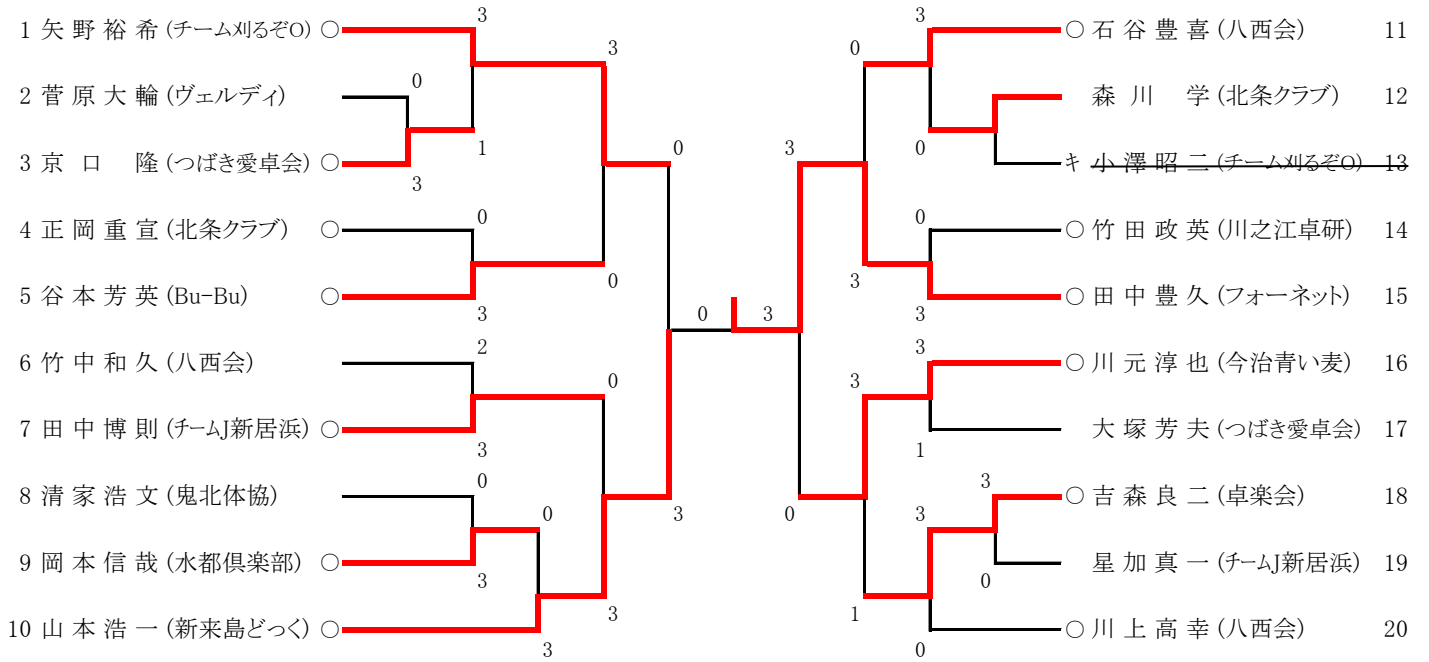 1 矢野裕希 (チーム刈るぞO) ○
2 菅原大輪 (ヴェルディ)
3 京口 隆 (つばき愛卓会) ○
4 正岡重宣 (北条クラブ) ○
5 谷本芳英 (Bu-Bu) ○
6 竹中和久 (八西会)
7 田中博則 (チームJ新居浜) ○
8 清家浩文 (鬼北体協)
9 岡本信哉 (水都倶楽部) ○
10 山本浩一 (新来島どっく) ○
3
0
1
3
0
3
2
3
0
3
0
3
3
0
0
3
0
3
0
3
3
0
0
3
3
0
3
1
0
3
3
1
3
0
3
0
○ 石谷豊喜 (八西会) 11
森川 学 (北条クラブ) 12
キ 小澤昭二 (チーム刈るぞO) 13
○ 竹田政英 (川之江卓研) 14
○ 田中豊久 (フォーネット) 15
○ 川元淳也 (今治青い麦) 16
大塚芳夫 (つばき愛卓会) 17
○ 吉森良二 (卓楽会) 18
星加真一 (チームJ新居浜) 19
○ 川上高幸 (八西会) 20